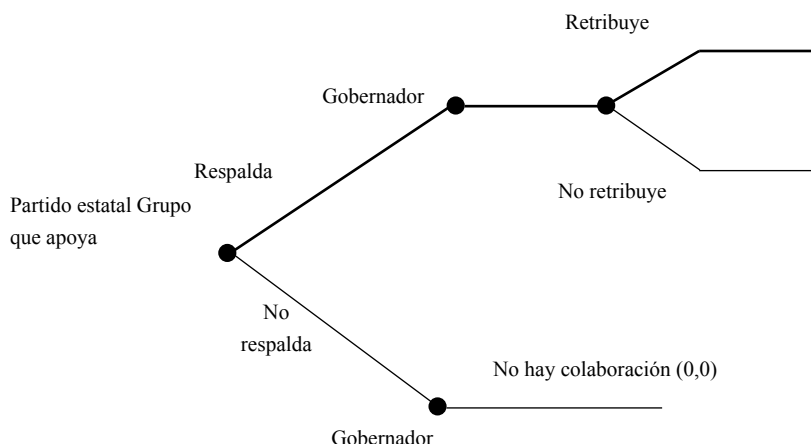 Retribuye
Gobernador
Respalda
No retribuye
Partido estatal Grupo
que apoya
No
respalda
No hay colaboración (0,0)
Gobernador